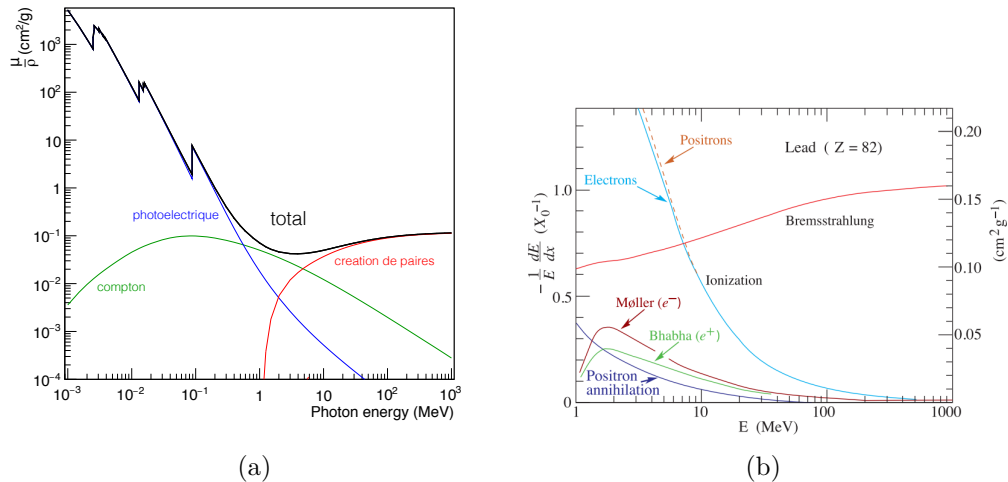 μ/ρ (cm²/g)
10³
10²
10
1
10⁻¹
10⁻²
10⁻³
10⁻⁴
photoelectrique
total
compton
creation de paires
10⁻³ 10⁻² 10⁻¹ 1 10 10² 10³
Photon energy (MeV)
(a)
Lead ( Z = 82)
Positrons
Electrons
Bremsstrahlung
Ionization
Møller (e⁻)
Bhabha (e⁺)
Positron
annihilation
−1/E dE/dx (X₀⁻¹)
1.0
0.5
0
0.20
0.15
0.10
0.05
(cm² g⁻¹)
1 10 100 1000
E (MeV)
(b)